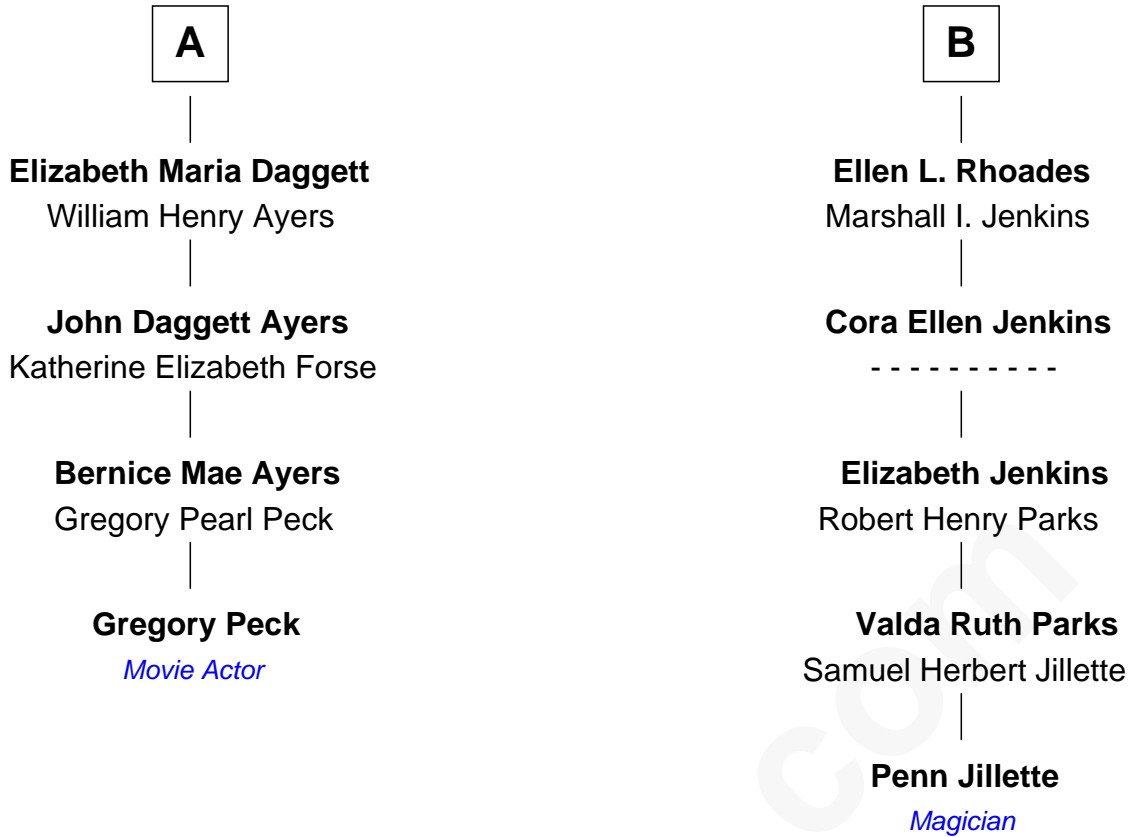 A
Elizabeth Maria Daggett
William Henry Ayers
John Daggett Ayers
Katherine Elizabeth Forse
Bernice Mae Ayers
Gregory Pearl Peck
Gregory Peck
Movie Actor
B
Ellen L. Rhoades
Marshall I. Jenkins
Cora Ellen Jenkins
- - - - - - - - - -
Elizabeth Jenkins
Robert Henry Parks
Valda Ruth Parks
Samuel Herbert Jillette
Penn Jillette
Magician
com